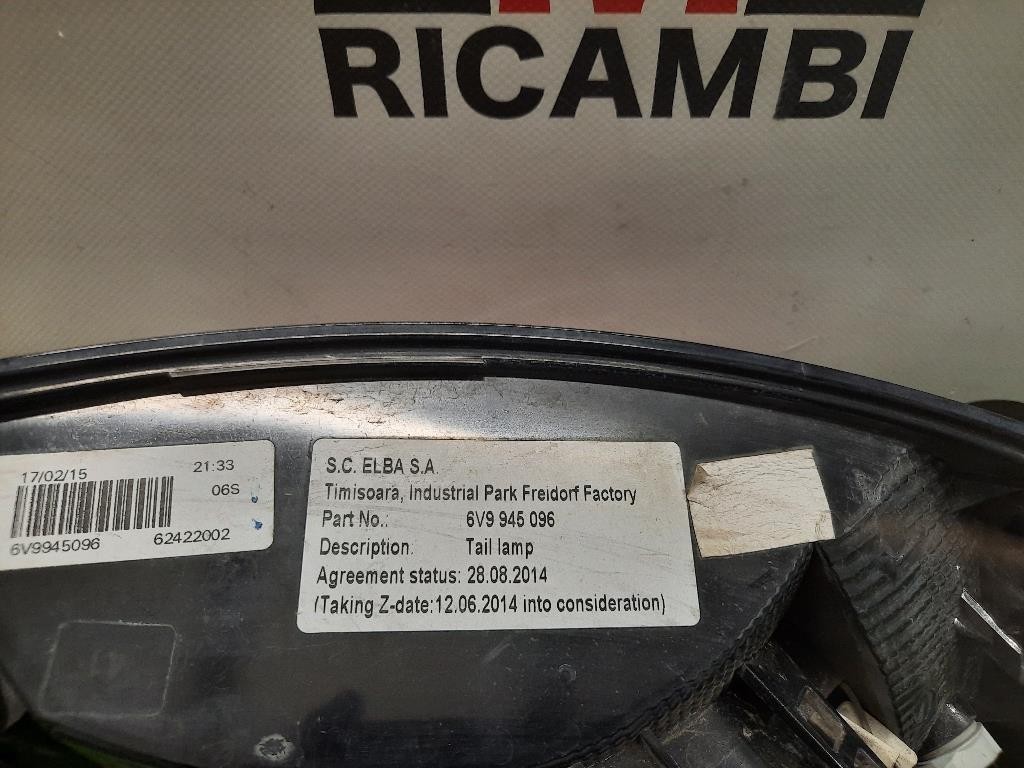 RICAMBI
17/02/15 21:33
06S
6V9945096 62422002
S.C. ELBA S.A.
Timisoara, Industrial Park Freidorf Factory
Part No.: 6V9 945 096
Description: Tail lamp
Agreement status: 28.08.2014
(Taking Z-date:12.06.2014 into consideration)